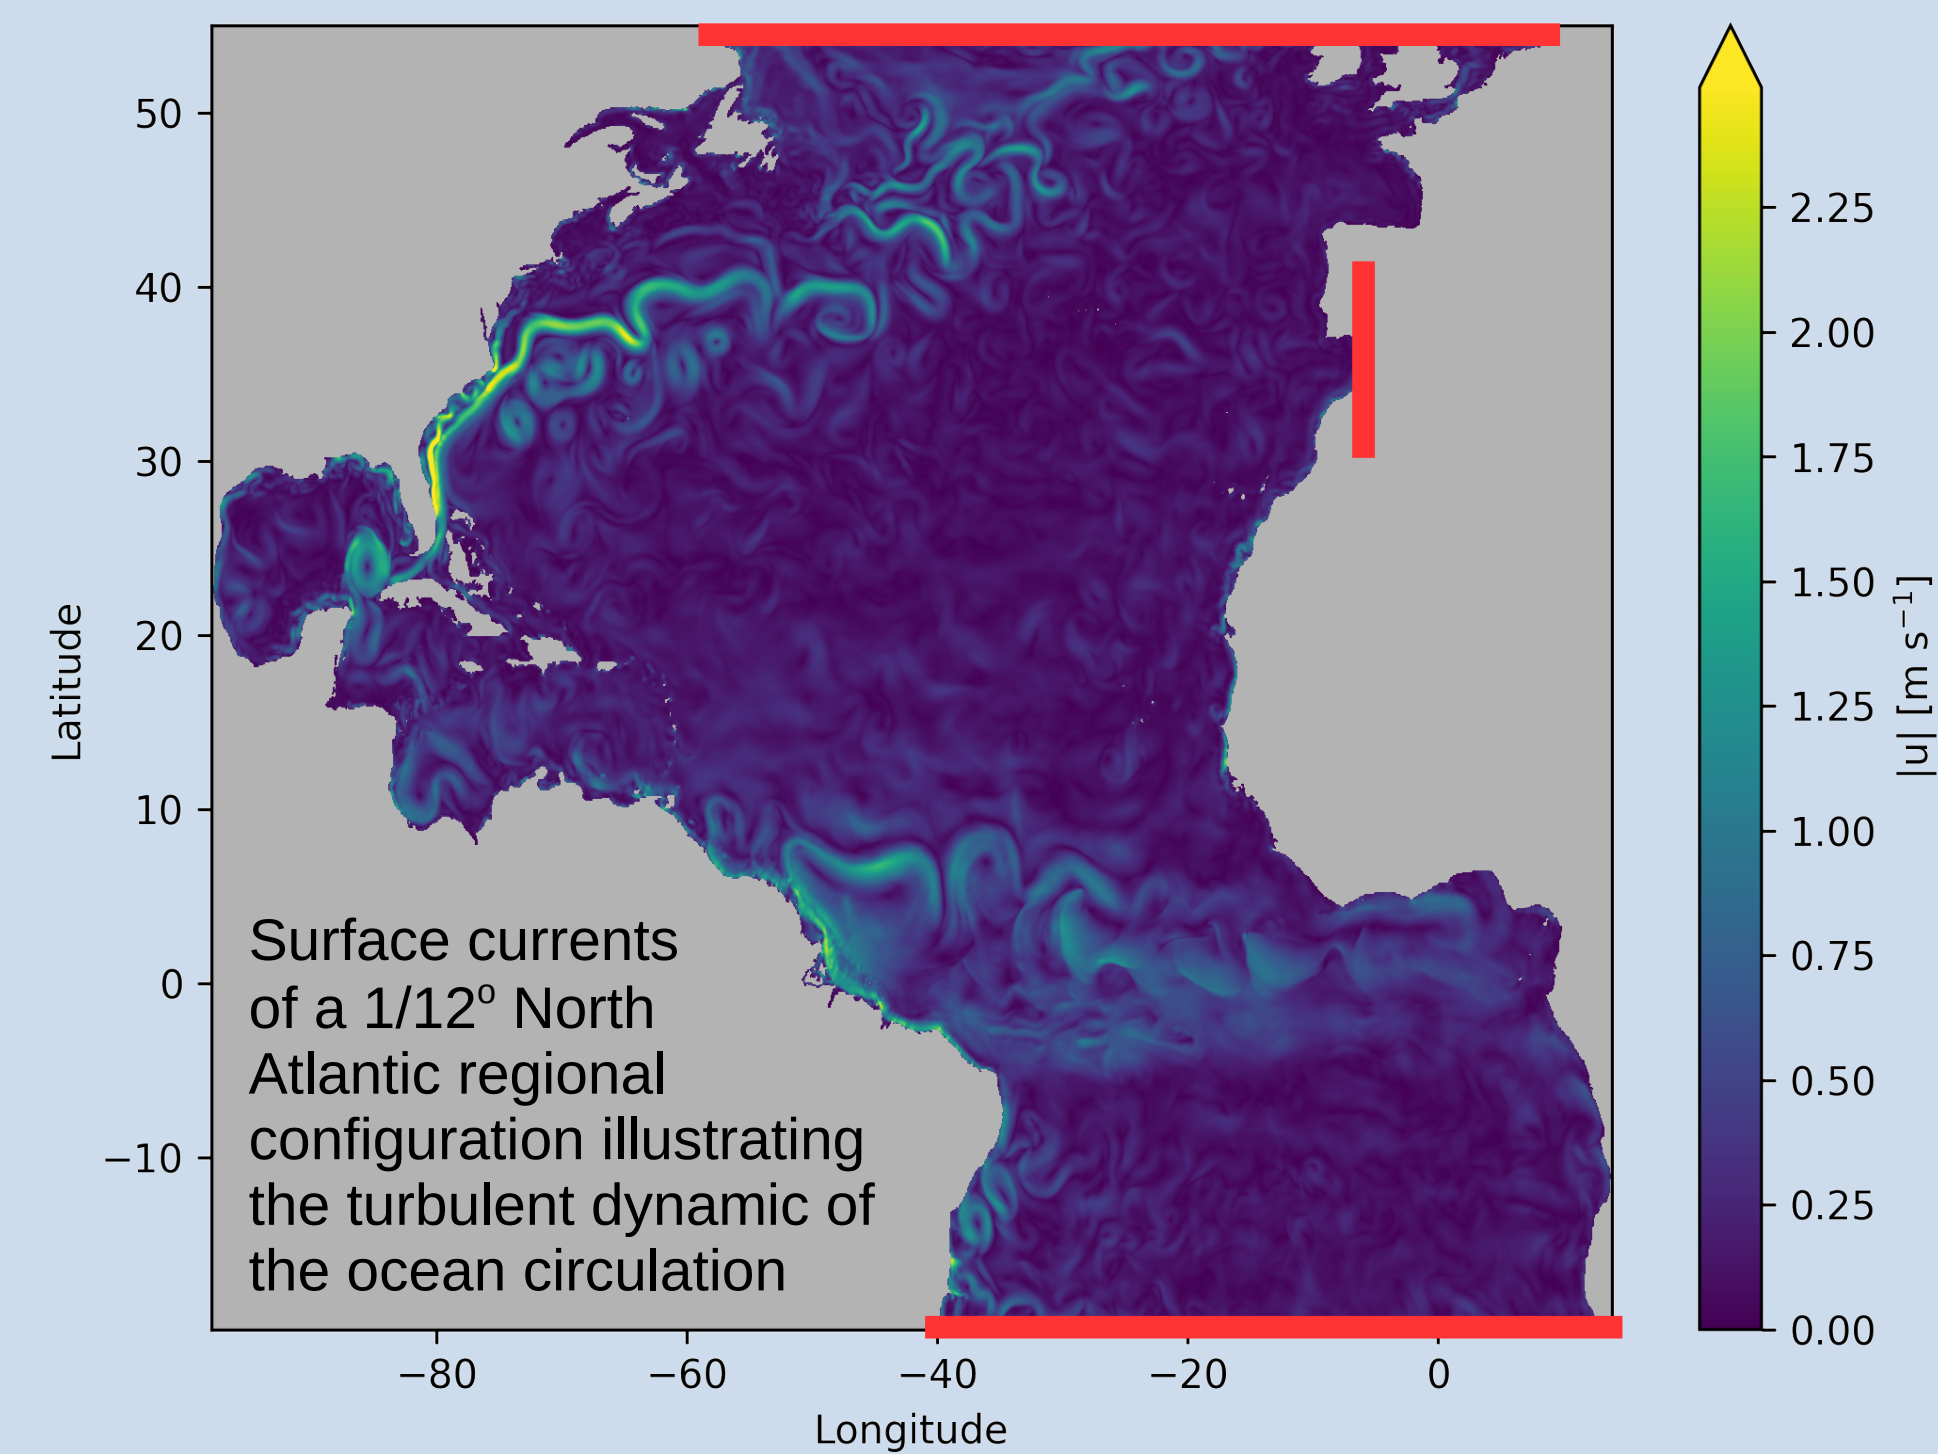 50
40
30
20
10
0
−10
Latitude
−80
−60
−40
−20
0
Longitude
Surface currents
of a 1/12º North
Atlantic regional
configuration illustrating
the turbulent dynamic of
the ocean circulation
2.25
2.00
1.75
1.50
1.25
1.00
0.75
0.50
0.25
0.00
|u| [m s⁻¹]